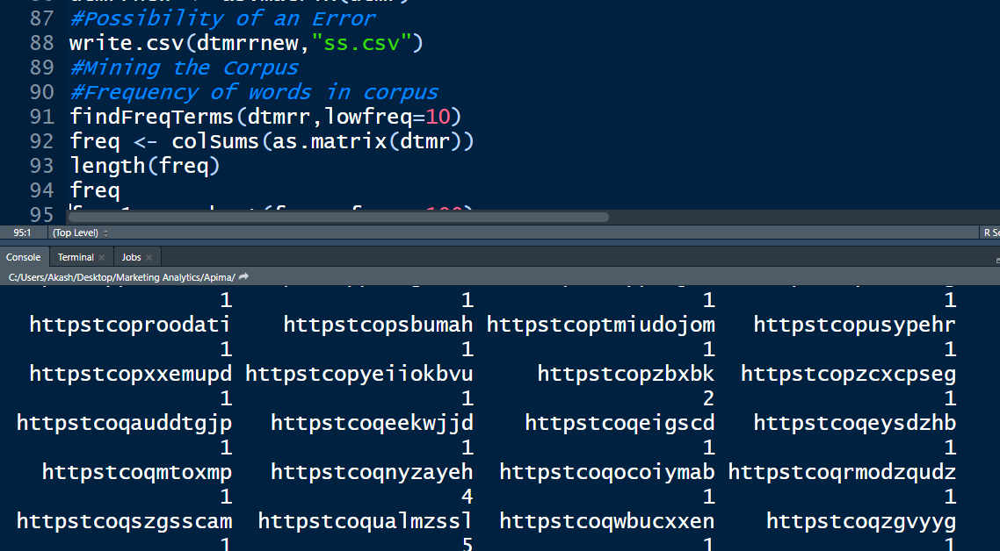 87 #Possibility of an Error
88 write.csv(dtmrrnew,"ss.csv")
89 #Mining the Corpus
90 #Frequency of words in corpus
91 findFreqTerms(dtmrr,lowfreq=10)
92 freq <- colSums(as.matrix(dtmr))
93 length(freq)
94 freq
95
95:1 (Top Level) R Sc
Console Terminal Jobs
C:/Users/Akash/Desktop/Marketing Analytics/Apima/
1 1 1 1
httpstcoproodati httpstcopsbumah httpstcoptmiudojom httpstcopusypehr
1 1 1 1
httpstcopxxemupd httpstcopyeiiokbvu httpstcopzbxbk httpstcopzcxcpseg
1 1 2 1
httpstcoqauddtgjp httpstcoqeekwjjd httpstcoqeigscd httpstcoqeysdzhb
1 1 1 1
httpstcoqmtoxmp httpstcoqnyzayeh httpstcoqocoiymab httpstcoqrmodzqudz
1 4 1 1
httpstcoqszgsscam httpstcoqualmzssl httpstcoqwbucxxen httpstcoqzgvyyg
1 5 1 1